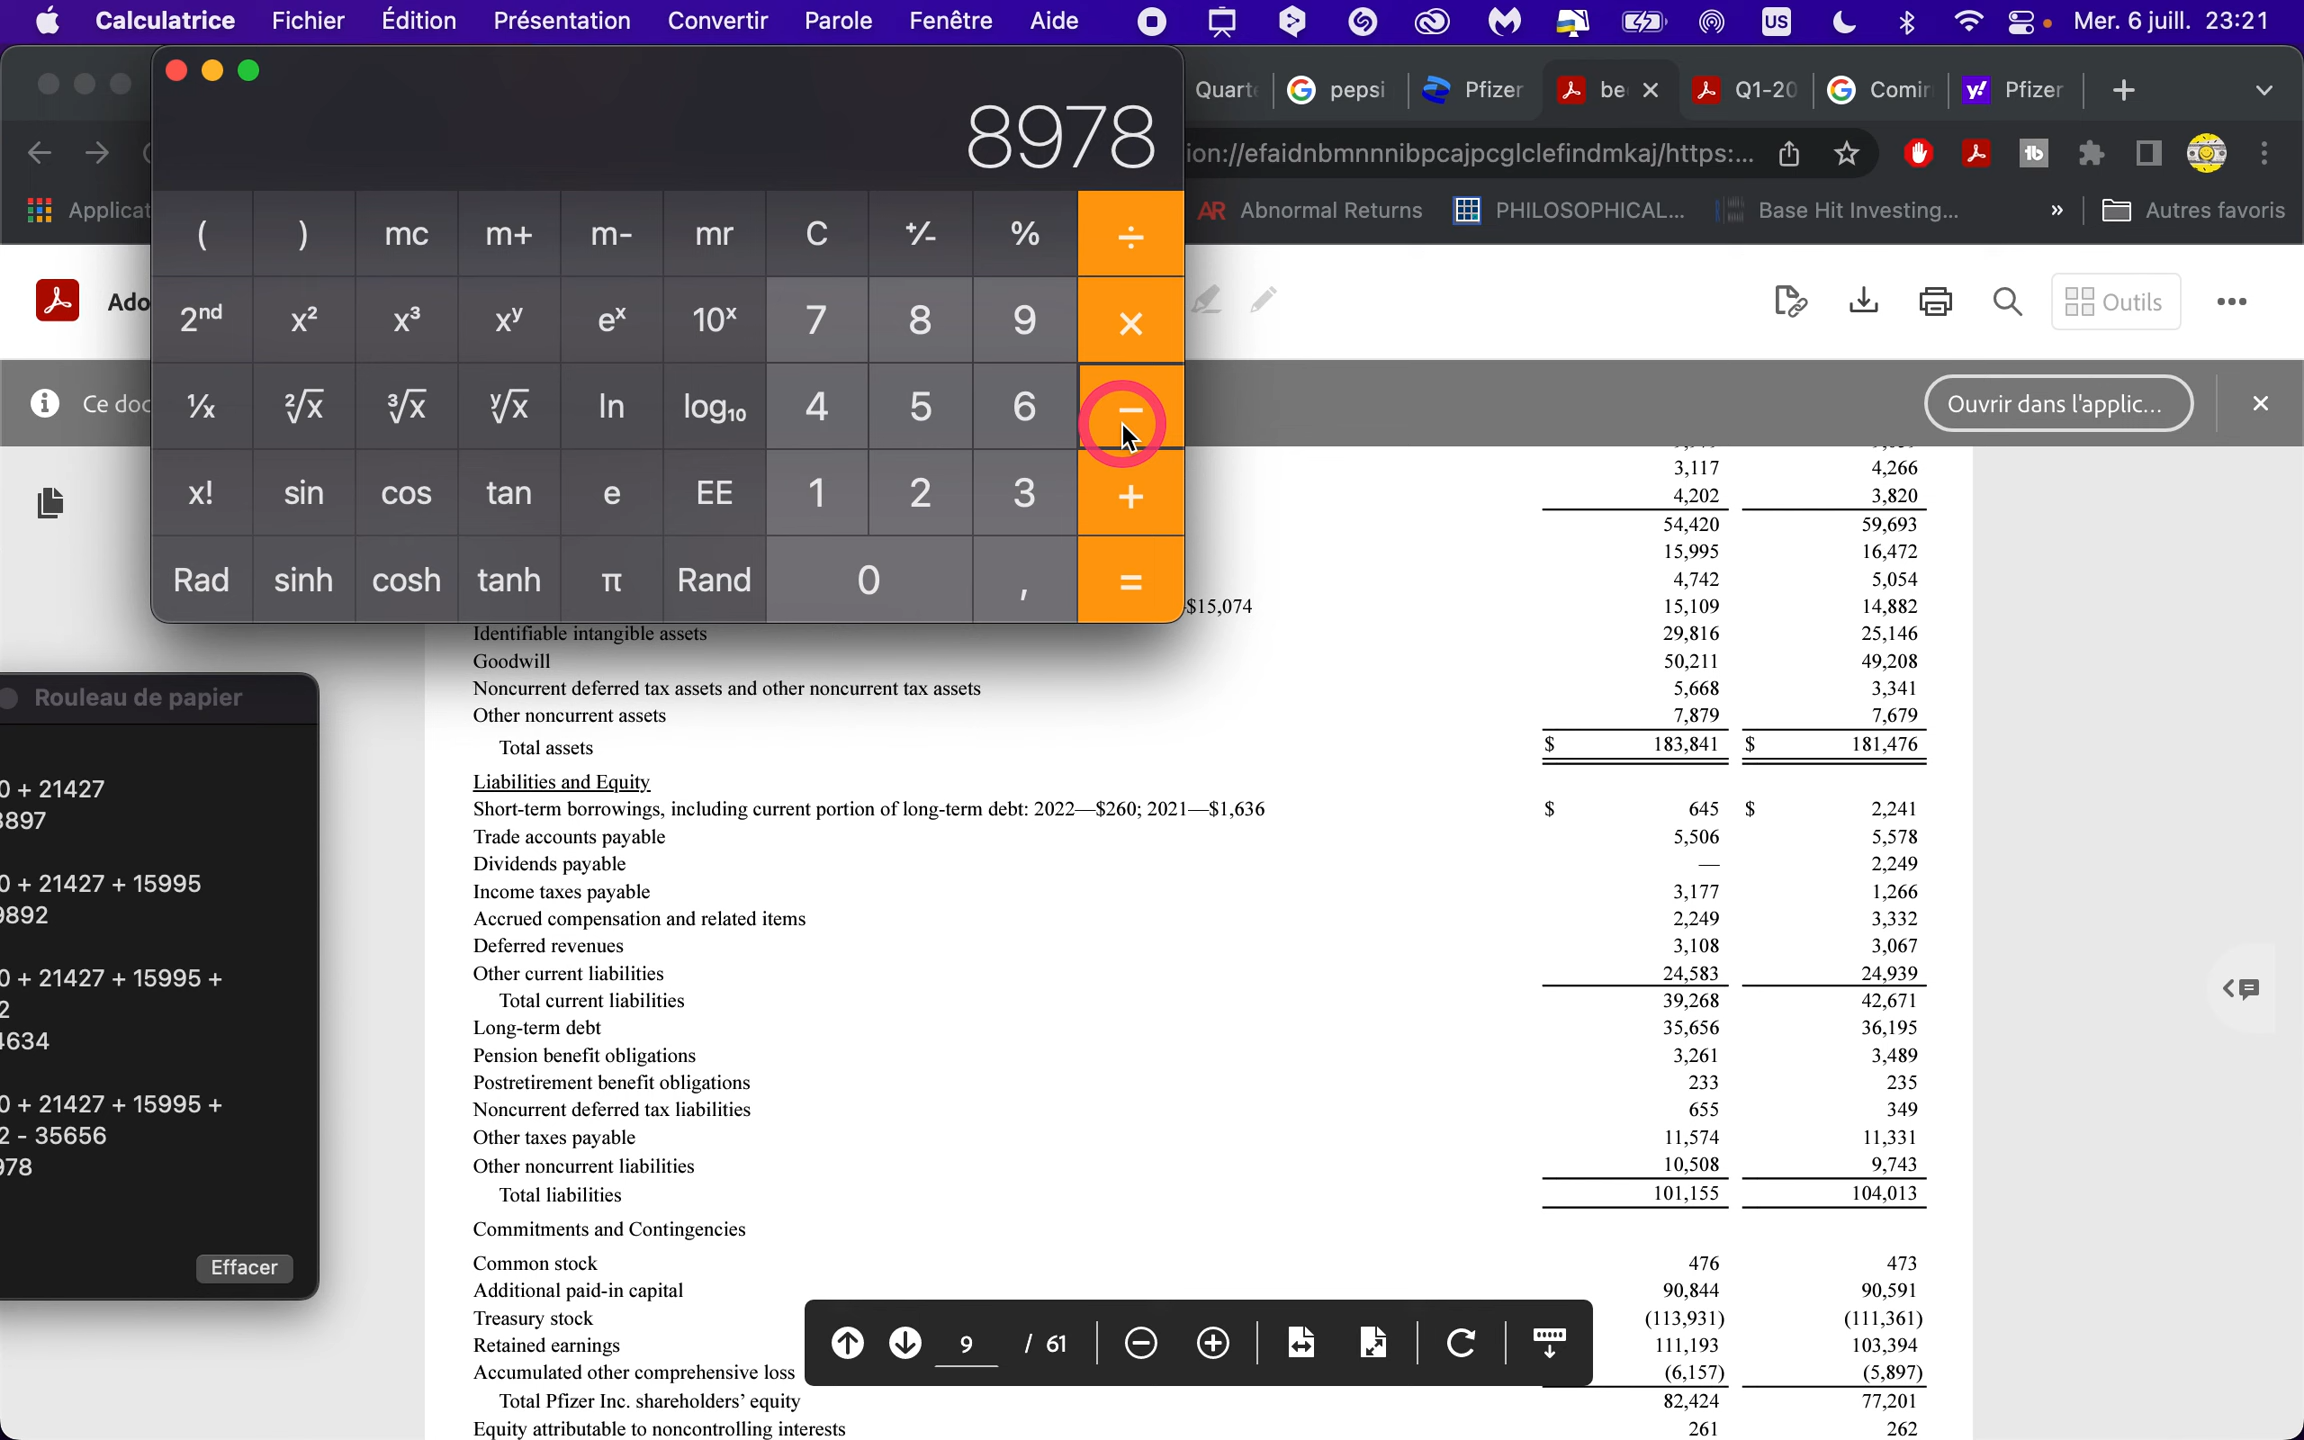 Calculatrice Fichier Édition Présentation Convertir Parole Fenêtre Aide US Mer. 6 juill. 23:21
Quart pepsi Pfizer be Q1-20 Comir Pfizer
ion://efaidnbmnnnibpcajpcglclefindmkaj/https:...
Applicat Abnormal Returns PHILOSOPHICAL... Base Hit Investing... » Autres favoris
Ado Outils
Ce doc Ouvrir dans l'applic...
8978
( ) mc m+ m- mr C +/- % ÷
2nd x² x³ xʸ eˣ 10ˣ 7 8 9 ×
1/x ²√x ³√x ʸ√x ln log₁₀ 4 5 6 −
x! sin cos tan e EE 1 2 3 +
Rad sinh cosh tanh π Rand 0 , =
3,117 4,266
4,202 3,820
54,420 59,693
15,995 16,472
4,742 5,054
$15,074 15,109 14,882
Identifiable intangible assets 29,816 25,146
Goodwill 50,211 49,208
Noncurrent deferred tax assets and other noncurrent tax assets 5,668 3,341
Other noncurrent assets 7,879 7,679
Total assets $ 183,841 $ 181,476
Liabilities and Equity
Short-term borrowings, including current portion of long-term debt: 2022—$260; 2021—$1,636 $ 645 $ 2,241
Trade accounts payable 5,506 5,578
Dividends payable — 2,249
Income taxes payable 3,177 1,266
Accrued compensation and related items 2,249 3,332
Deferred revenues 3,108 3,067
Other current liabilities 24,583 24,939
Total current liabilities 39,268 42,671
Long-term debt 35,656 36,195
Pension benefit obligations 3,261 3,489
Postretirement benefit obligations 233 235
Noncurrent deferred tax liabilities 655 349
Other taxes payable 11,574 11,331
Other noncurrent liabilities 10,508 9,743
Total liabilities 101,155 104,013
Commitments and Contingencies
Common stock 476 473
Additional paid-in capital 90,844 90,591
Treasury stock (113,931) (111,361)
Retained earnings 111,193 103,394
Accumulated other comprehensive loss (6,157) (5,897)
Total Pfizer Inc. shareholders' equity 82,424 77,201
Equity attributable to noncontrolling interests 261 262
9 / 61
Rouleau de papier
0 + 21427
3897
0 + 21427 + 15995
9892
0 + 21427 + 15995 +
2
4634
0 + 21427 + 15995 +
2 - 35656
978
Effacer